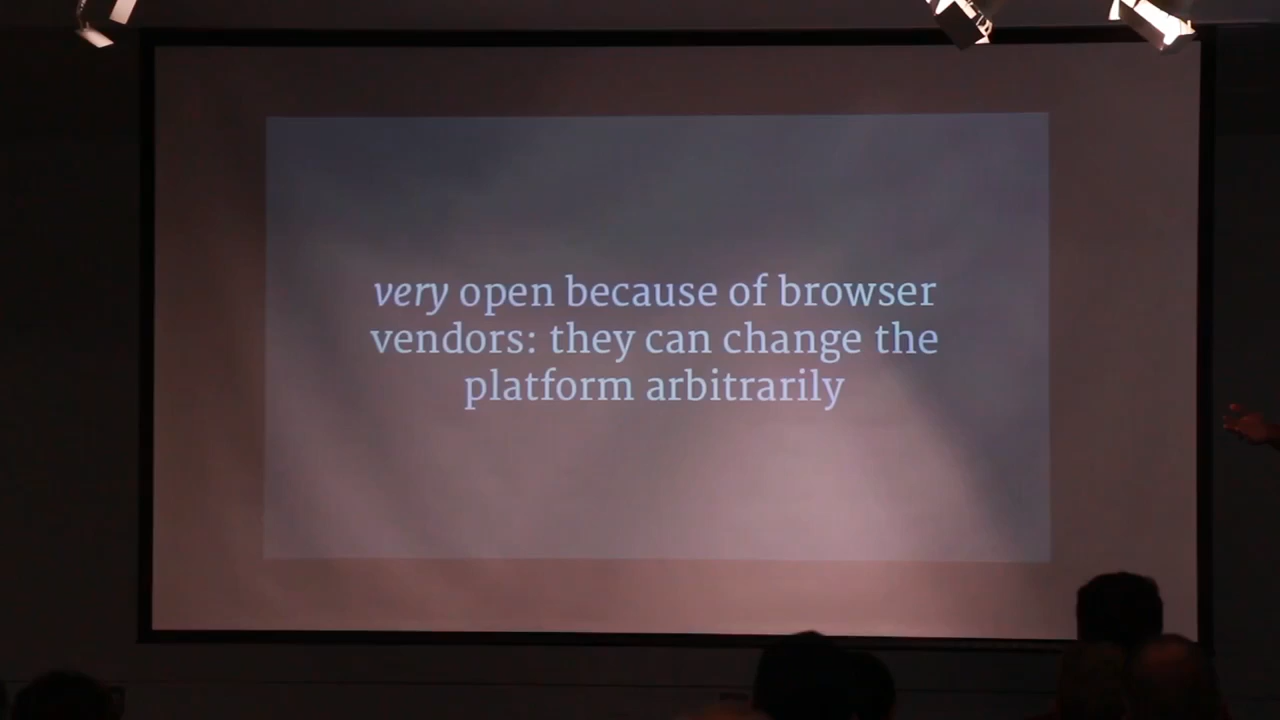 very open because of browser
vendors: they can change the
platform arbitrarily